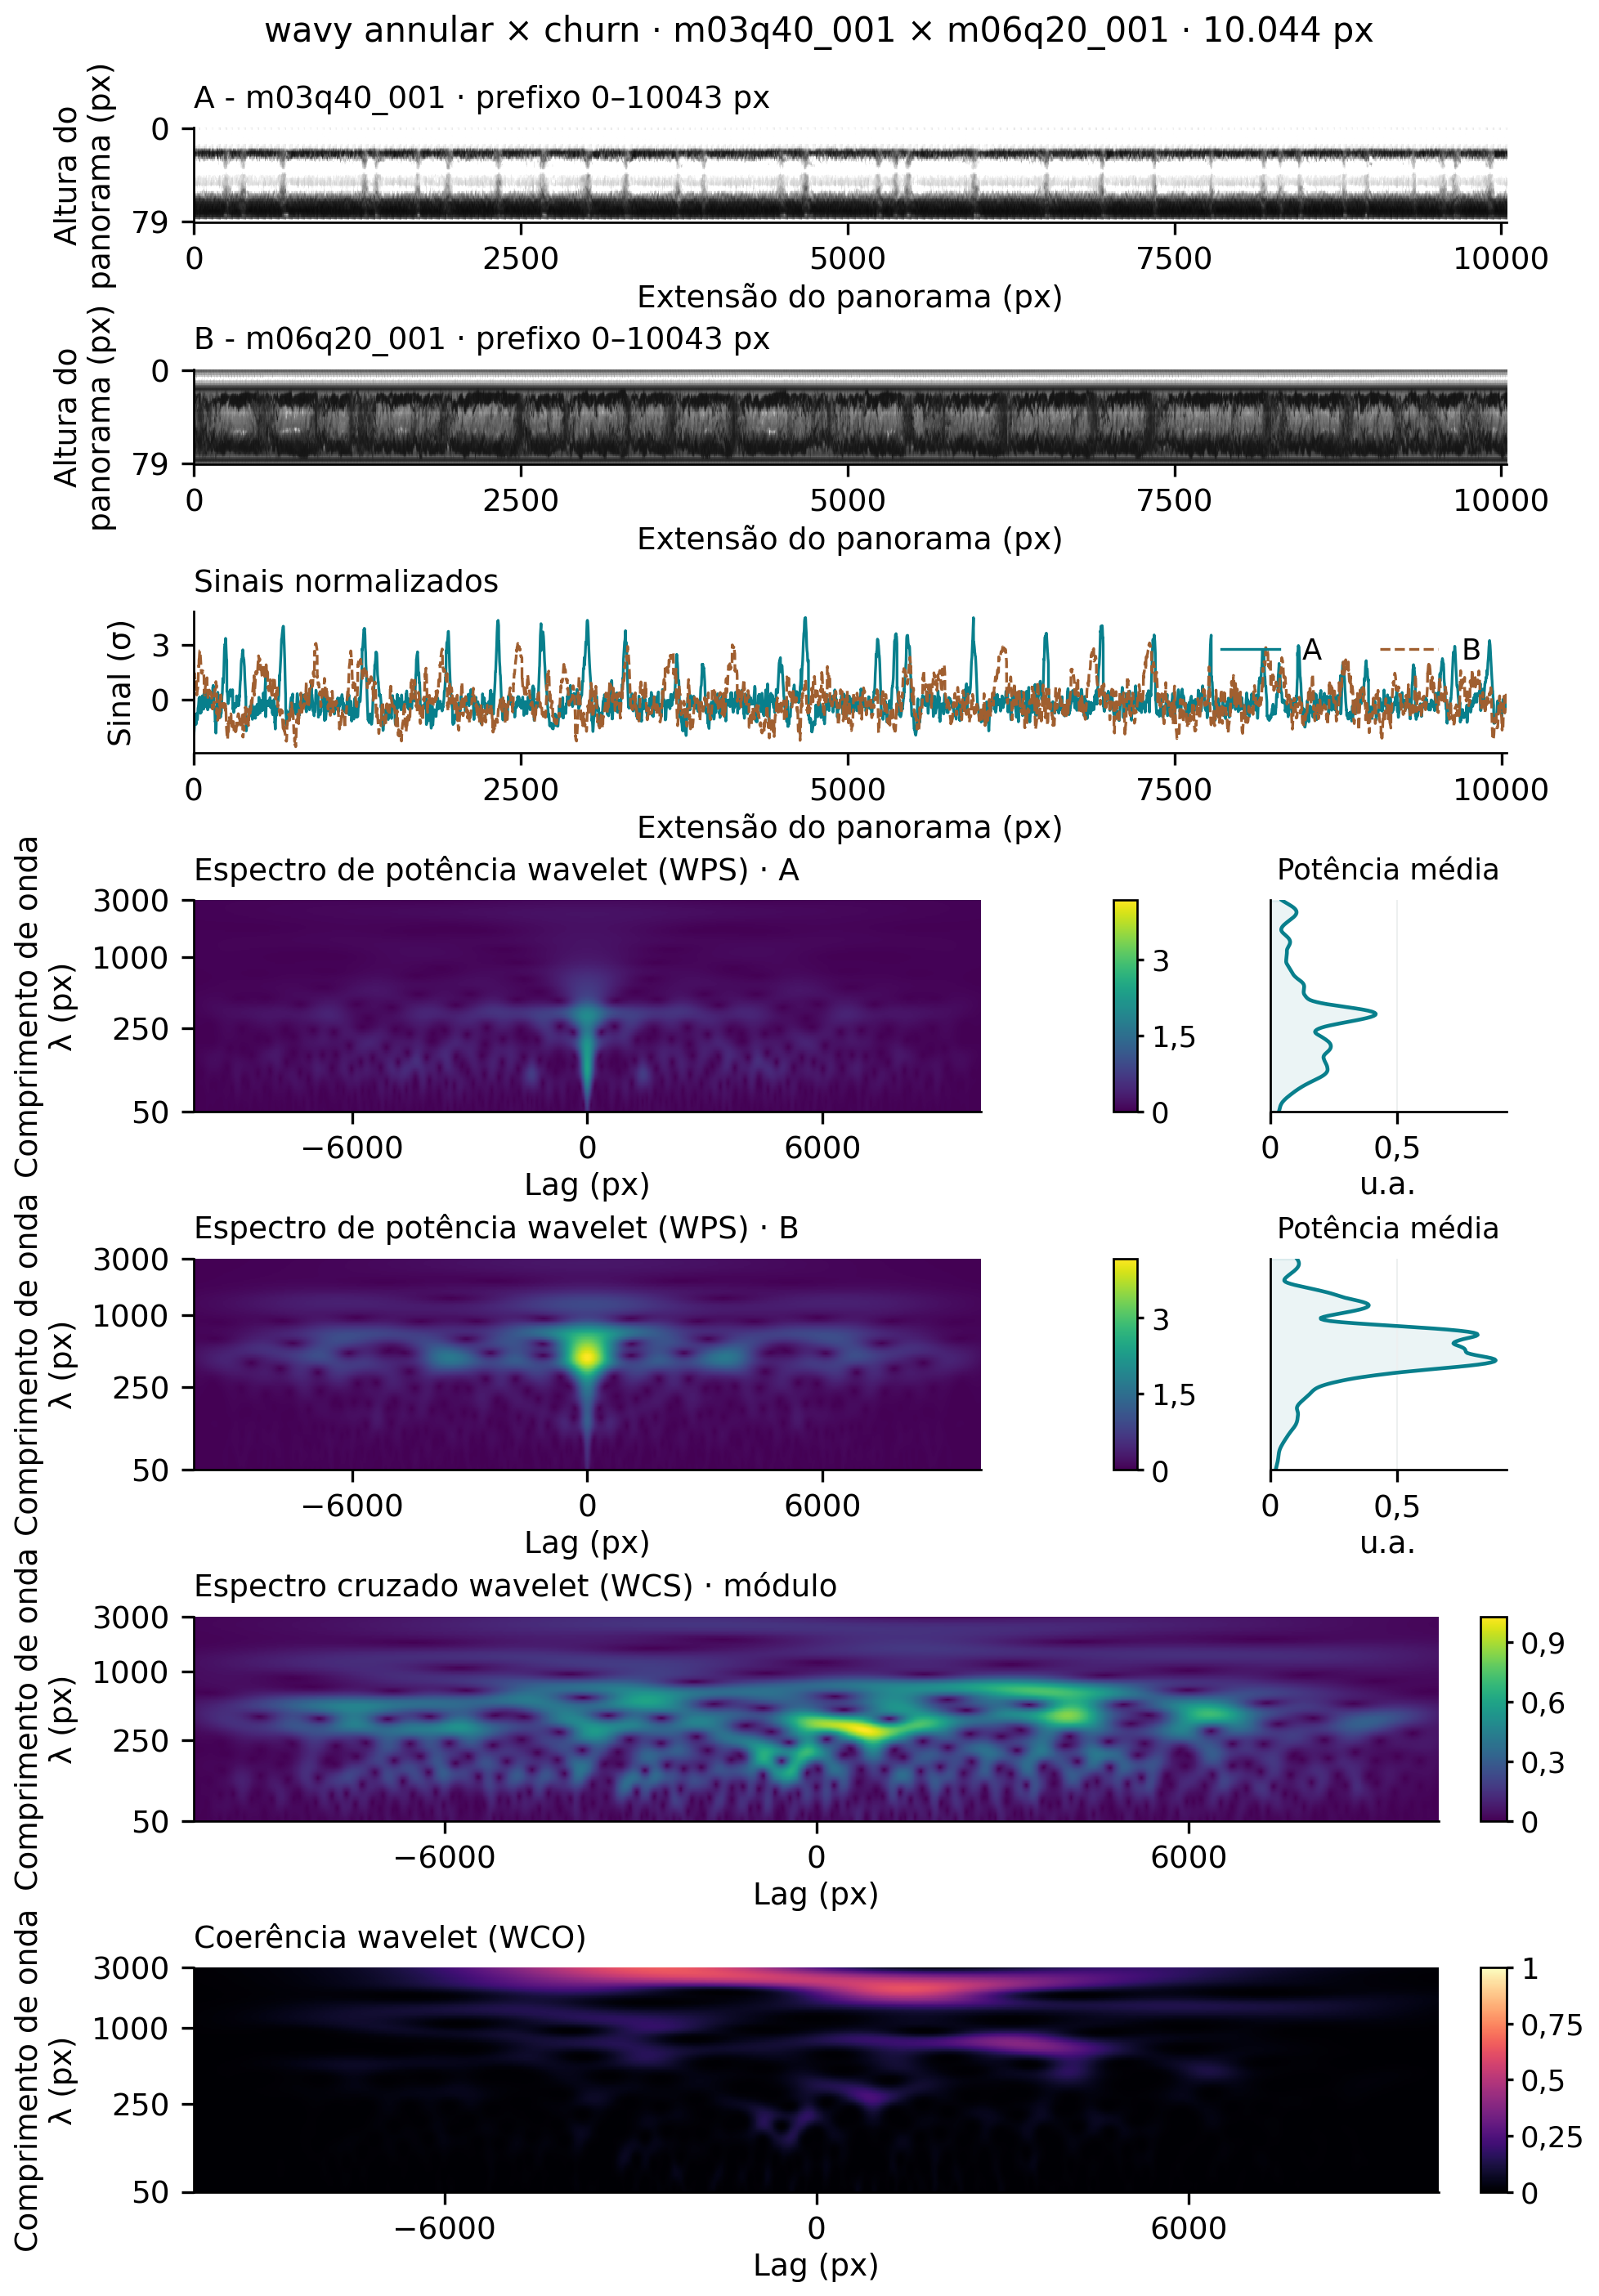 wavy annular × churn · m03q40_001 × m06q20_001 · 10.044 px
A - m03q40_001 · prefixo 0–10043 px
Altura do
panorama (px)
0
79
0 2500 5000 7500 10000
Extensão do panorama (px)
B - m06q20_001 · prefixo 0–10043 px
Altura do
panorama (px)
0
79
0 2500 5000 7500 10000
Extensão do panorama (px)
Sinais normalizados
Sinal (σ)
3
0
A B
0 2500 5000 7500 10000
Extensão do panorama (px)
Espectro de potência wavelet (WPS) · A
Comprimento de onda
λ (px)
3000
1000
250
50
−6000 0 6000
Lag (px)
3
1,5
0
Potência média
0 0,5
u.a.
Espectro de potência wavelet (WPS) · B
Comprimento de onda
λ (px)
3000
1000
250
50
−6000 0 6000
Lag (px)
3
1,5
0
Potência média
0 0,5
u.a.
Espectro cruzado wavelet (WCS) · módulo
Comprimento de onda
λ (px)
3000
1000
250
50
−6000 0 6000
Lag (px)
0,9
0,6
0,3
0
Coerência wavelet (WCO)
Comprimento de onda
λ (px)
3000
1000
250
50
−6000 0 6000
Lag (px)
1
0,75
0,5
0,25
0